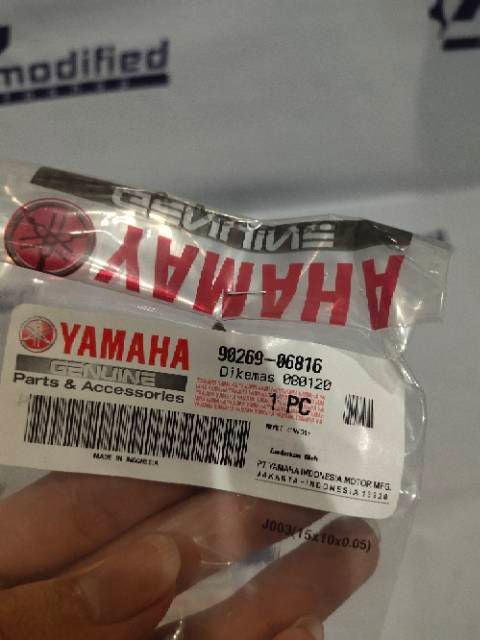 modified
GENUINE
YAMAHA
YAMAHA
GENUINE
Parts & Accessories
90269-06816
Dikemas 080120
1 PC
MADE IN INDONESIA
PT YAMAHA INDONESIA MOTOR MFG.
JAKARTA - INDONESIA 13920
J003(15x10x0.05)